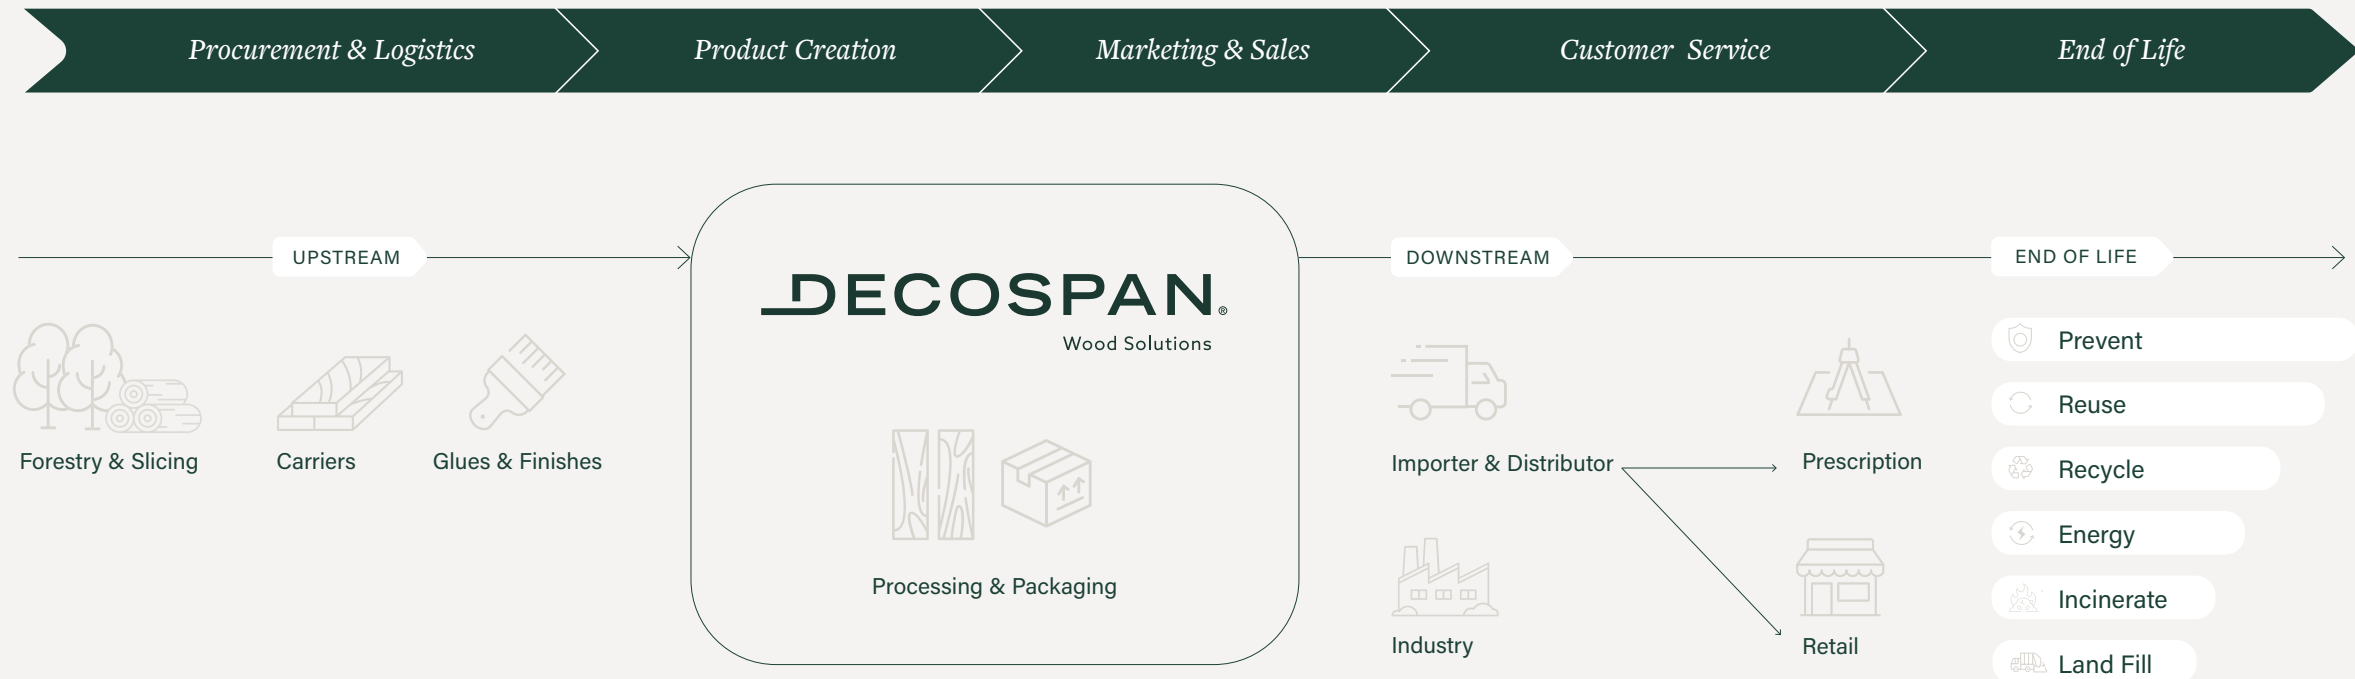 Procurement & Logistics
Product Creation
Marketing & Sales
Customer  Service
End of Life
UPSTREAM
DOWNSTREAM
END OF LIFE
DECOSPAN®
Wood Solutions
Forestry & Slicing
Carriers
Glues & Finishes
Processing & Packaging
Importer & Distributor
Prescription
Industry
Retail
Prevent
Reuse
Recycle
Energy
Incinerate
Land Fill